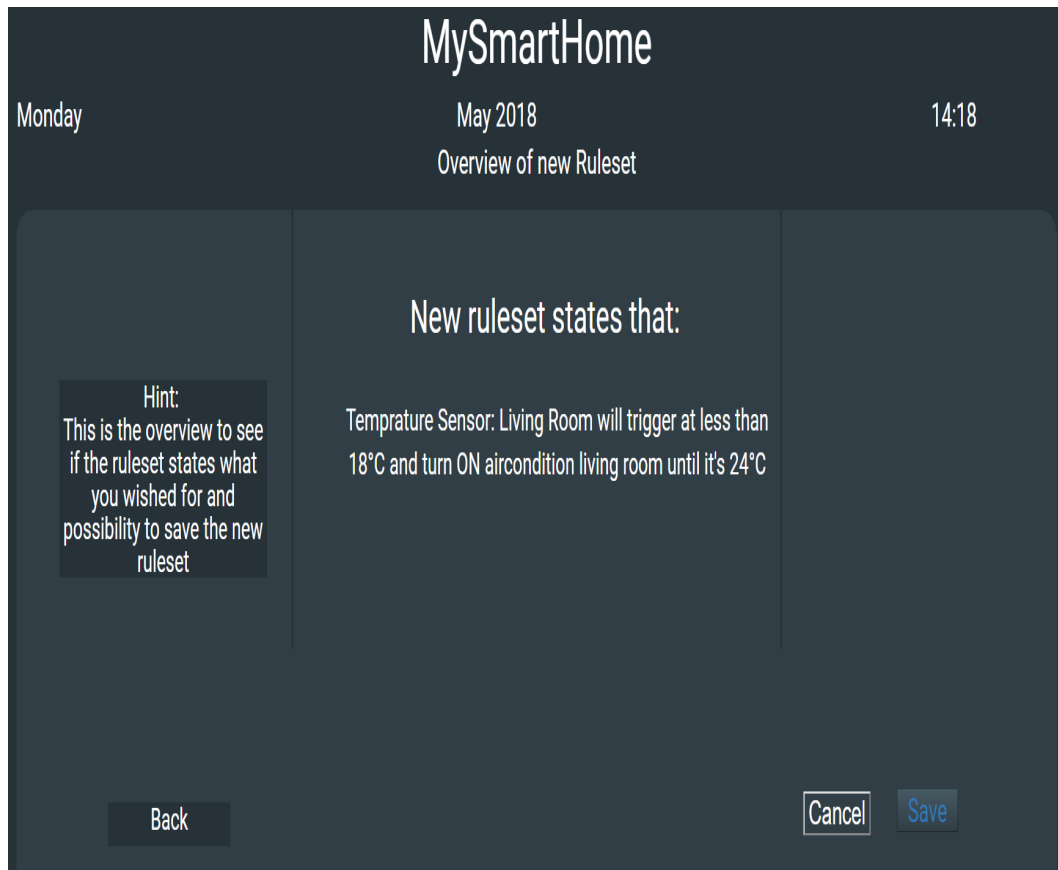 MySmartHome
Monday
May 2018
14:18
Overview of new Ruleset
New ruleset states that:
Hint:
This is the overview to see
if the ruleset states what
you wished for and
possibility to save the new
ruleset
Temprature Sensor: Living Room will trigger at less than
18°C and turn ON aircondition living room until it's 24°C
Back
Cancel
Save